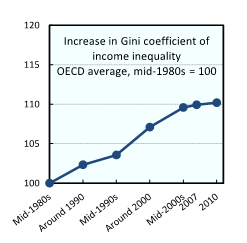 120
Increase in Gini coefficient of
income inequality
OECD average, mid-1980s = 100
115
110
105
100
Mid-1980s
Around 1990
Mid-1990s
Around 2000
Mid-2000s
2007
2010